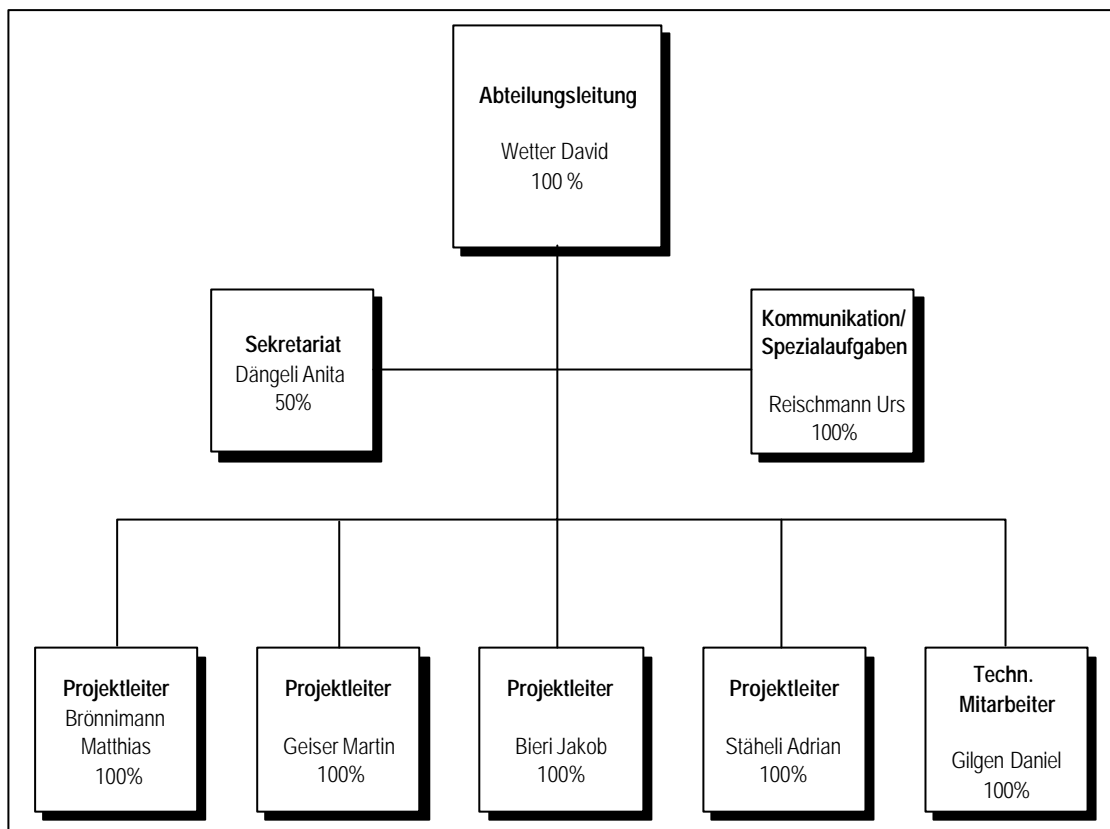 Abteilungsleitung
Wetter David
100 %
Sekretariat
Dängeli Anita
50%
Kommunikation/
Spezialaufgaben
Reischmann Urs
100%
Projektleiter
Brönnimann
Matthias
100%
Projektleiter
Geiser Martin
100%
Projektleiter
Bieri Jakob
100%
Projektleiter
Stäheli Adrian
100%
Techn.
Mitarbeiter
Gilgen Daniel
100%